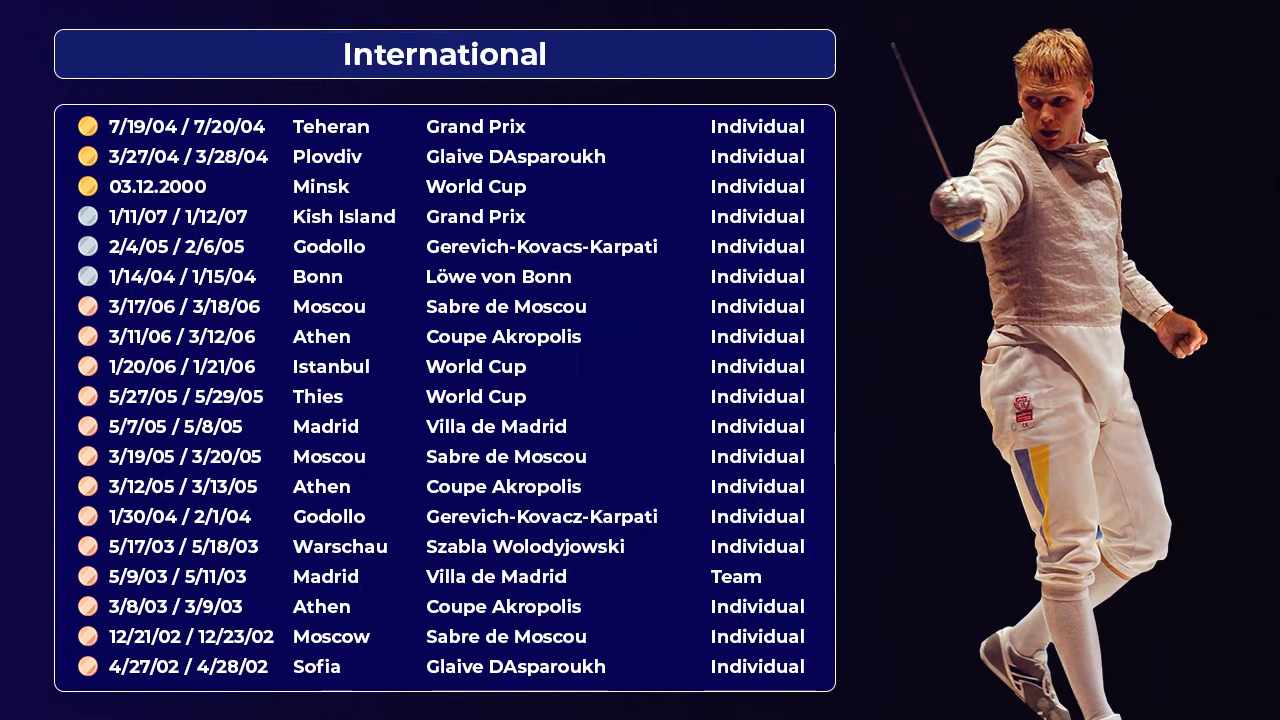 International
7/19/04 / 7/20/04 Teheran Grand Prix Individual
3/27/04 / 3/28/04 Plovdiv Glaive DAsparoukh Individual
03.12.2000 Minsk World Cup Individual
1/11/07 / 1/12/07 Kish Island Grand Prix Individual
2/4/05 / 2/6/05 Godollo Gerevich-Kovacs-Karpati Individual
1/14/04 / 1/15/04 Bonn Löwe von Bonn Individual
3/17/06 / 3/18/06 Moscou Sabre de Moscou Individual
3/11/06 / 3/12/06 Athen Coupe Akropolis Individual
1/20/06 / 1/21/06 Istanbul World Cup Individual
5/27/05 / 5/29/05 Thies World Cup Individual
5/7/05 / 5/8/05 Madrid Villa de Madrid Individual
3/19/05 / 3/20/05 Moscou Sabre de Moscou Individual
3/12/05 / 3/13/05 Athen Coupe Akropolis Individual
1/30/04 / 2/1/04 Godollo Gerevich-Kovacz-Karpati Individual
5/17/03 / 5/18/03 Warschau Szabla Wolodyjowski Individual
5/9/03 / 5/11/03 Madrid Villa de Madrid Team
3/8/03 / 3/9/03 Athen Coupe Akropolis Individual
12/21/02 / 12/23/02 Moscow Sabre de Moscou Individual
4/27/02 / 4/28/02 Sofia Glaive DAsparoukh Individual